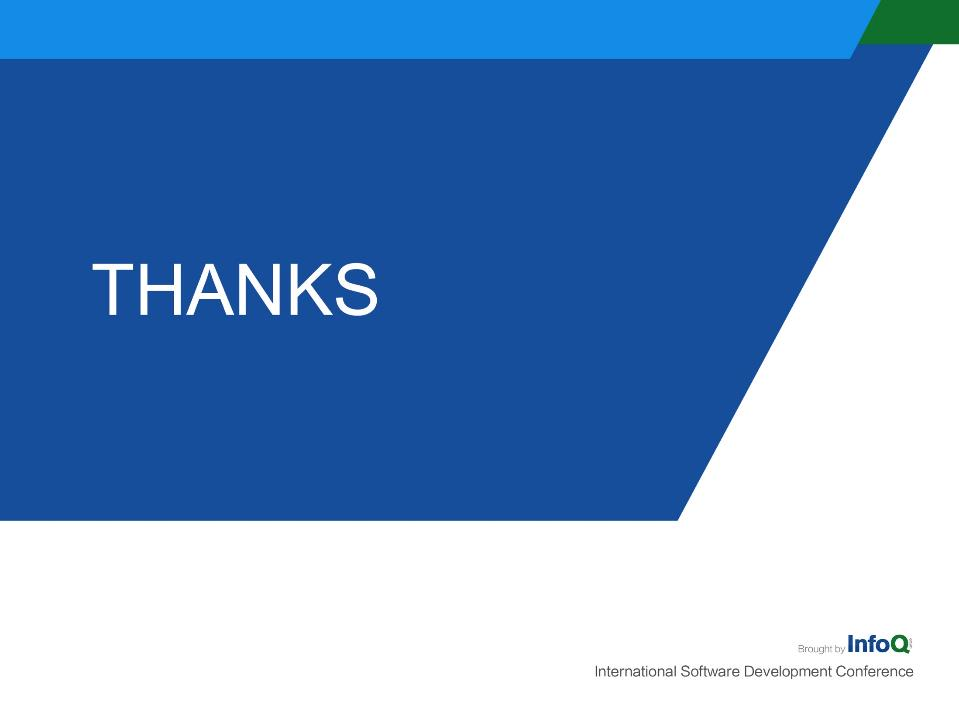 THANKS
Brought by InfoQ
International Software Development Conference